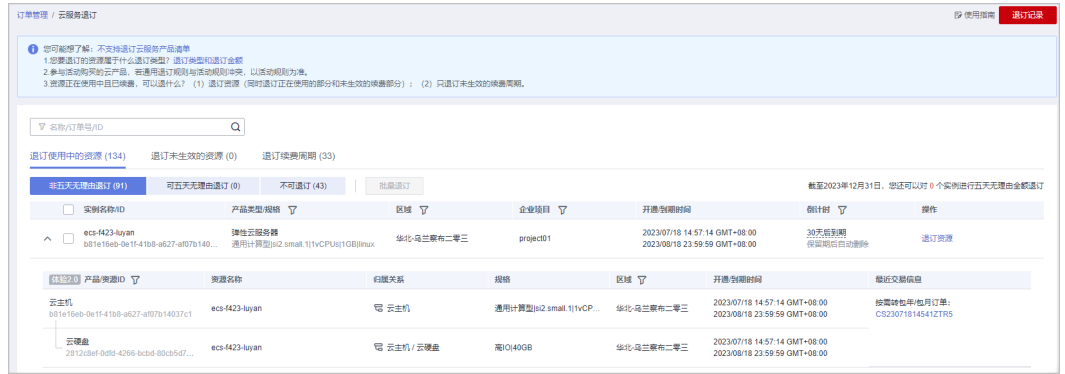 订单管理 / 云服务退订
使用指南
退订记录
您可能想了解：不支持退订云服务产品清单
1.您要退订的资源属于什么退订类型？退订类型和退订金额
2.参与活动购买的云产品，若通用退订规则与活动规则冲突，以活动规则为准。
3.资源正在使用中且已续费，可以退什么？（1）退订资源（同时退订正在使用的部分和未生效的续费部分）；（2）只退订未生效的续费周期。
名称/订单号/ID
退订使用中的资源 (134) 退订未生效的资源 (0) 退订续费周期 (33)
非五天无理由退订 (91) 可五天无理由退订 (0) 不可退订 (43) 批量退订
截至2023年12月31日，您还可以对 0 个实例进行五天无理由全额退订
实例名称/ID 产品类型/规格 区域 企业项目 开通/到期时间 倒计时 操作
ecs-f423-luyan 弹性云服务器 华北-乌兰察布二零三 project01 2023/07/18 14:57:14 GMT+08:00 30天后到期 退订资源
b81e16eb-0e1f-41b8-a627-af07b140... 通用计算型|si2.small.1|1vCPUs|1GB|linux 2023/08/18 23:59:59 GMT+08:00 保留期后自动删除
体验2.0 产品/资源ID 资源名称 归属关系 规格 区域 开通/到期时间 最近交易信息
云主机 ecs-f423-luyan 云主机 通用计算型|si2.small.1|1vCP... 华北-乌兰察布二零三 2023/07/18 14:57:14 GMT+08:00 按需转包年/包月订单：
b81e16eb-0e1f-41b8-a627-af07b14037c1 2023/08/18 23:59:59 GMT+08:00 CS23071814541ZTR5
云硬盘 ecs-f423-luyan 云主机 / 云硬盘 高IO|40GB 华北-乌兰察布二零三 2023/07/18 14:57:14 GMT+08:00
2812c8ef-0dfd-4266-bcbd-80cb5d7... 2023/08/18 23:59:59 GMT+08:00